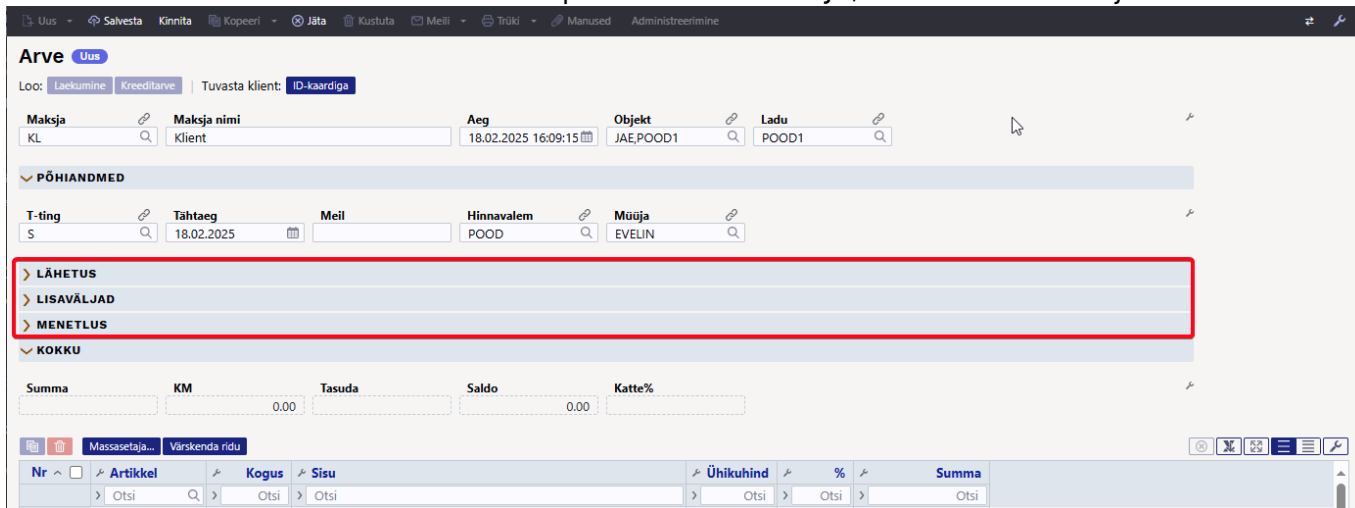 Uus Salvesta Kinnita Kopeeri Jäta Kustuta Meili Trüki Manused Administreerimine
Arve Uus
Loo: Laekumine Kreeditarve | Tuvasta klient: ID-kaardiga
Maksja Maksja nimi Aeg Objekt Ladu
KL Klient 18.02.2025 16:09:15 JAE,POOD1 POOD1
PÕHIANDMED
T-ting Tähtaeg Meil Hinnavalem Müüja
S 18.02.2025 POOD EVELIN
LÄHETUS
LISAVÄLJAD
MENETLUS
KOKKU
Summa KM Tasuda Saldo Katte%
0.00 0.00
Massasetaja... Värskenda ridu
Nr Artikkel Kogus Sisu Ühikuhind % Summa
Otsi Otsi Otsi Otsi Otsi Otsi